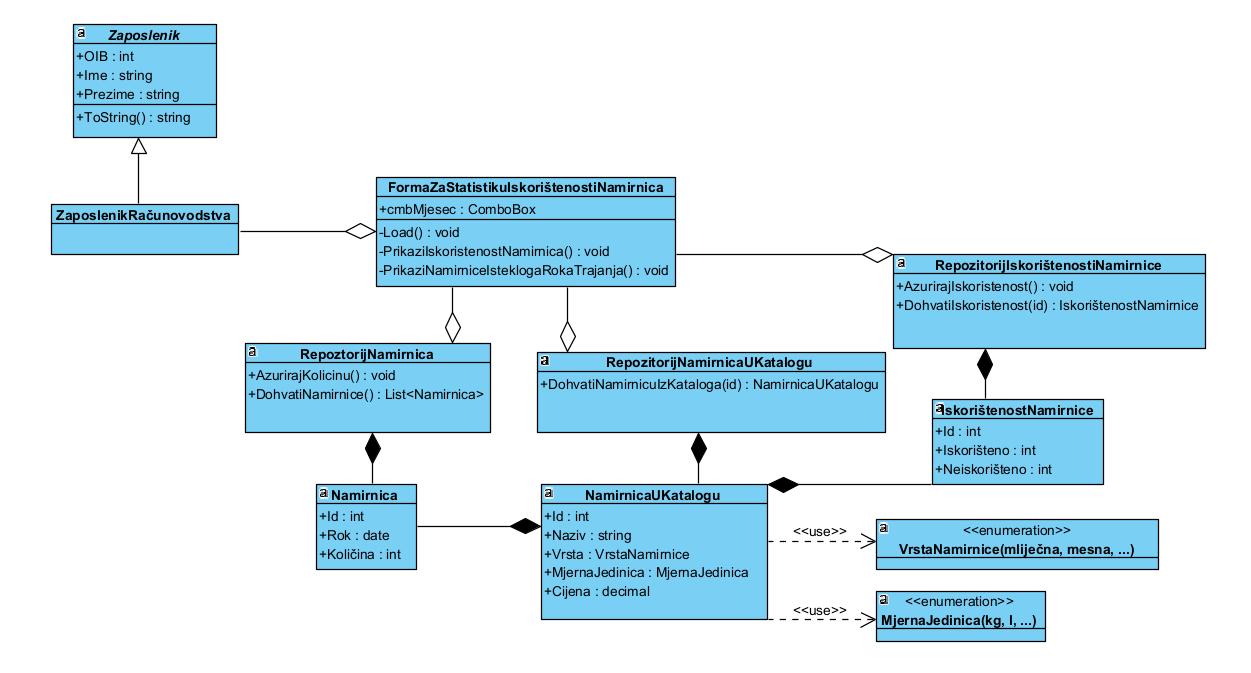 a
Zaposlenik
+OIB : int
+Ime : string
+Prezime : string
+ToString() : string
ZaposlenikRačunovodstva
FormaZaStatistikuIskorištenostiNamirnica
+cmbMjesec : ComboBox
-Load() : void
-PrikaziIskoristenostNamirnica() : void
-PrikaziNamirniceIsteklogaRokaTrajanja() : void
a
RepozitorijIskorištenostiNamirnice
+AzurirajIskoristenost() : void
+DohvatiIskoristenost(id) : IskorištenostNamirnice
a
RepoztorijNamirnica
+AzurirajKolicinu() : void
+DohvatiNamirnice() : List<Namirnica>
a
RepozitorijNamirnicaUKatalogu
+DohvatiNamirnicuIzKataloga(id) : NamirnicaUKatalogu
a
IskorištenostNamirnice
+Id : int
+Iskorišteno : int
+Neiskorišteno : int
a
Namirnica
+Id : int
+Rok : date
+Količina : int
a
NamirnicaUKatalogu
+Id : int
+Naziv : string
+Vrsta : VrstaNamirnice
+MjernaJedinica : MjernaJedinica
+Cijena : decimal
<<use>>
a
<<enumeration>>
VrstaNamirnice(mliječna, mesna, ...)
<<use>>
a
<<enumeration>>
MjernaJedinica(kg, l, ...)